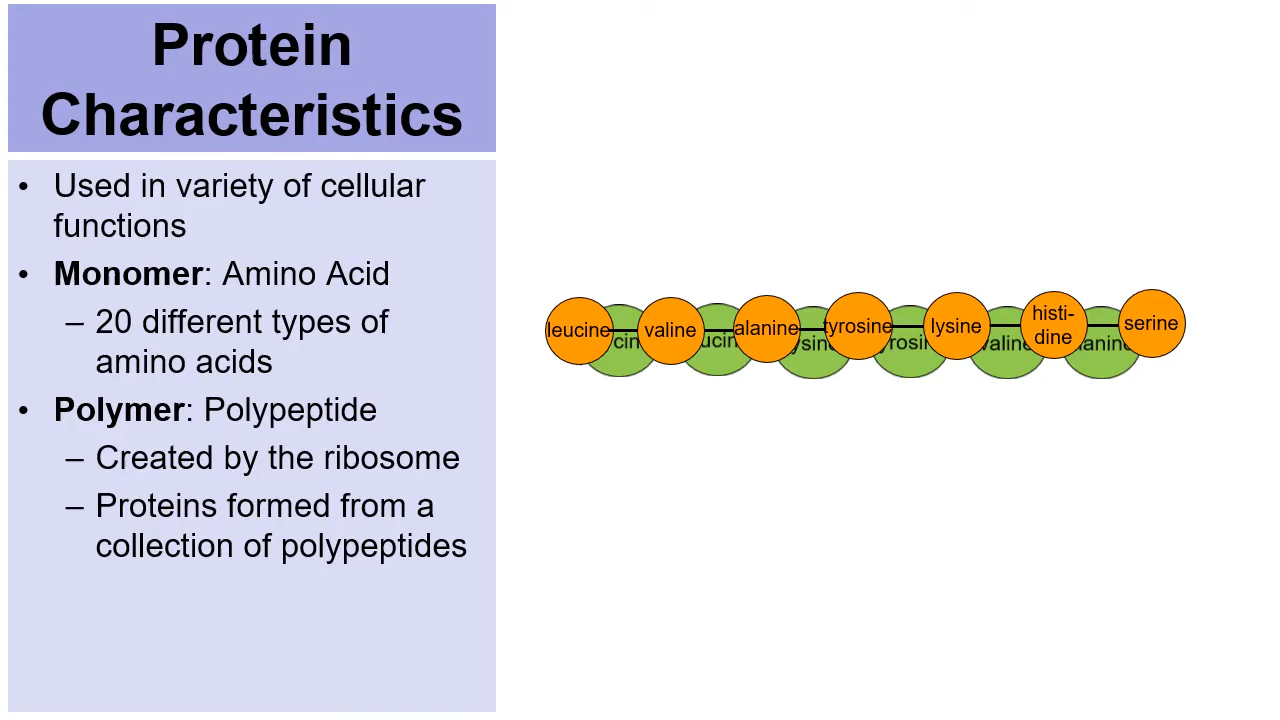 Protein
Characteristics
• Used in variety of cellular
functions
• Monomer: Amino Acid
– 20 different types of
amino acids
• Polymer: Polypeptide
– Created by the ribosome
– Proteins formed from a
collection of polypeptides
leucine valine alanine tyrosine lysine histi-
dine serine
valine